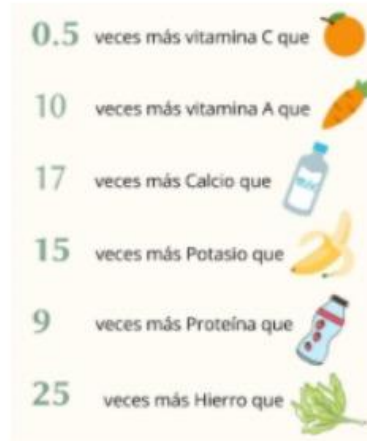 0.5 veces más vitamina C que
10 veces más vitamina A que
17 veces más Calcio que
15 veces más Potasio que
9 veces más Proteína que
25 veces más Hierro que